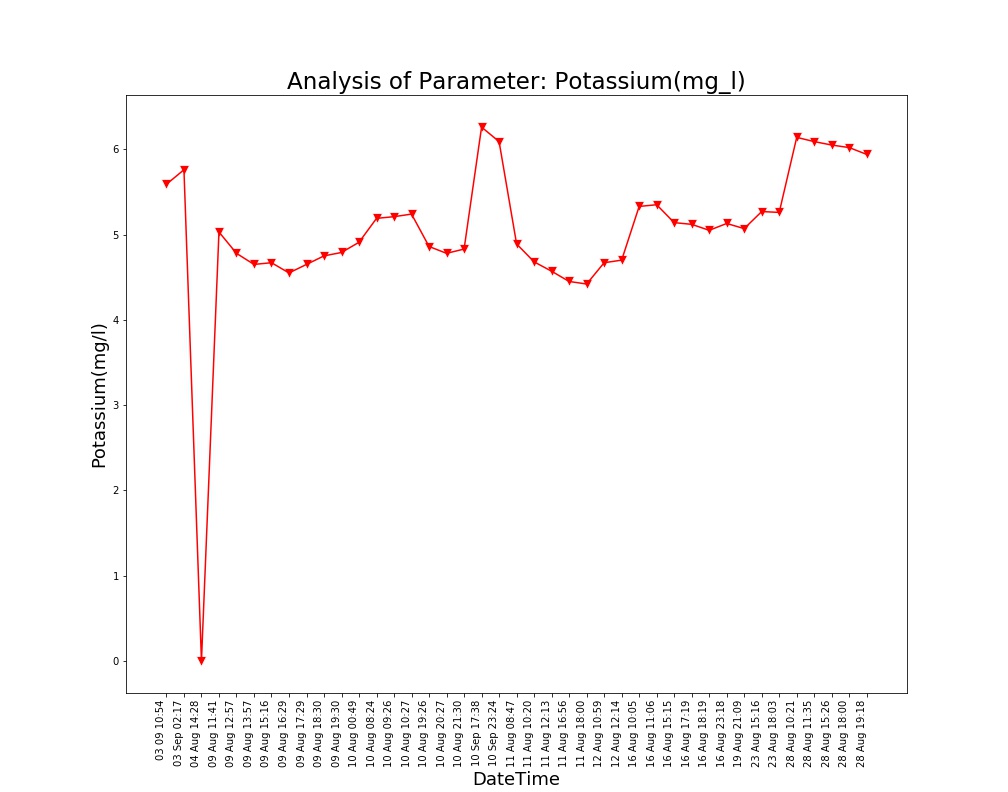 Analysis of Parameter: Potassium(mg_l)
Potassium(mg/l)
6
5
4
3
2
1
0
03 09 10:54
03 Sep 02:17
04 Aug 14:28
09 Aug 11:41
09 Aug 12:57
09 Aug 13:57
09 Aug 15:16
09 Aug 16:29
09 Aug 17:29
09 Aug 18:30
09 Aug 19:30
10 Aug 00:49
10 Aug 08:24
10 Aug 09:26
10 Aug 10:27
10 Aug 19:26
10 Aug 20:27
10 Aug 21:30
10 Sep 17:38
10 Sep 23:24
11 Aug 08:47
11 Aug 10:20
11 Aug 12:13
11 Aug 16:56
11 Aug 18:00
12 Aug 10:59
12 Aug 12:14
16 Aug 10:05
16 Aug 11:06
16 Aug 15:15
16 Aug 17:19
16 Aug 18:19
16 Aug 23:18
19 Aug 21:09
23 Aug 15:16
23 Aug 18:03
28 Aug 10:21
28 Aug 11:35
28 Aug 15:26
28 Aug 18:00
28 Aug 19:18
DateTime